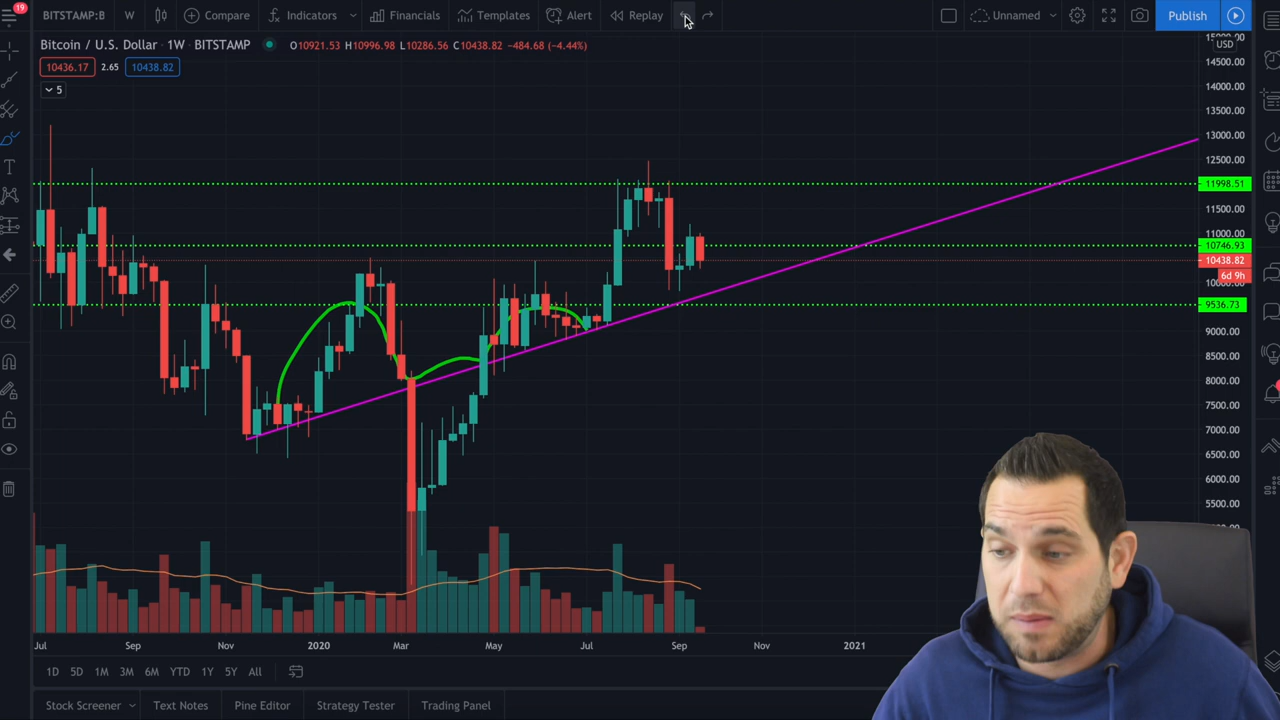 19
BITSTAMP:B W Compare Indicators Financials Templates Alert Replay Unnamed Publish
Bitcoin / U.S. Dollar · 1W · BITSTAMP O10921.53 H10996.98 L10286.56 C10438.82 -484.68 (-4.44%)
USD
10436.17 2.65 10438.82
5
15000.00
14500.00
14000.00
13500.00
13000.00
12500.00
11998.51
11500.00
11000.00
10746.93
10438.82
6d 9h
9536.73
9000.00
8500.00
8000.00
7500.00
7000.00
6500.00
6000.00
5500.00
Jul Sep Nov 2020 Mar May Jul Sep Nov 2021
1D 5D 1M 3M 6M YTD 1Y 5Y All
Stock Screener Text Notes Pine Editor Strategy Tester Trading Panel